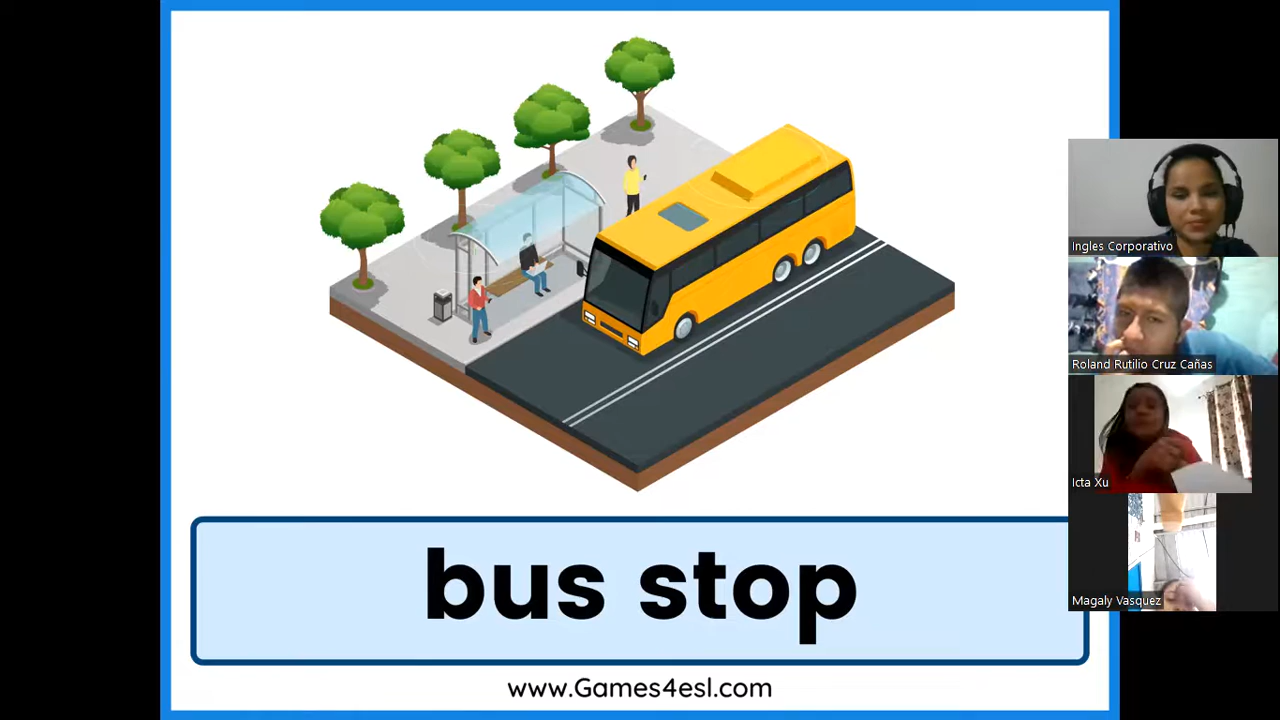 Ingles Corporativo
Roland Rutilio Cruz Cañas
Icta Xu
Magaly Vasquez
bus stop
www.Games4esl.com